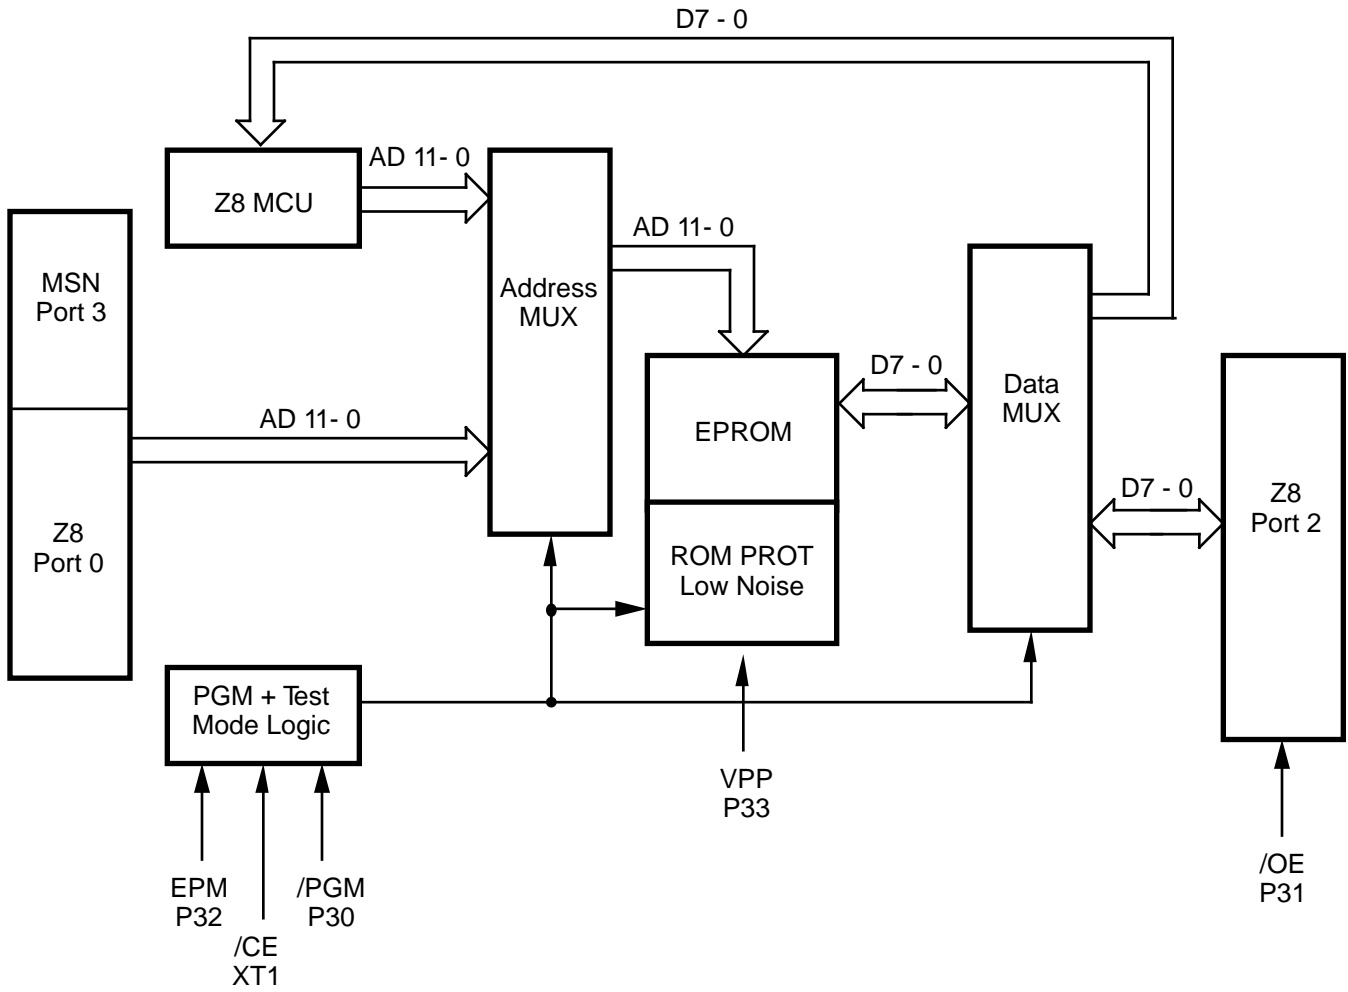 D7 - 0
AD 11- 0
Z8 MCU
AD 11- 0
MSN
Port 3
Address
MUX
D7 - 0
Data
MUX
AD 11- 0
EPROM
D7 - 0
Z8
Port 2
Z8
Port 0
ROM PROT
Low Noise
PGM + Test
Mode Logic
VPP
P33
EPM
P32
/PGM
P30
/OE
P31
/CE
XT1